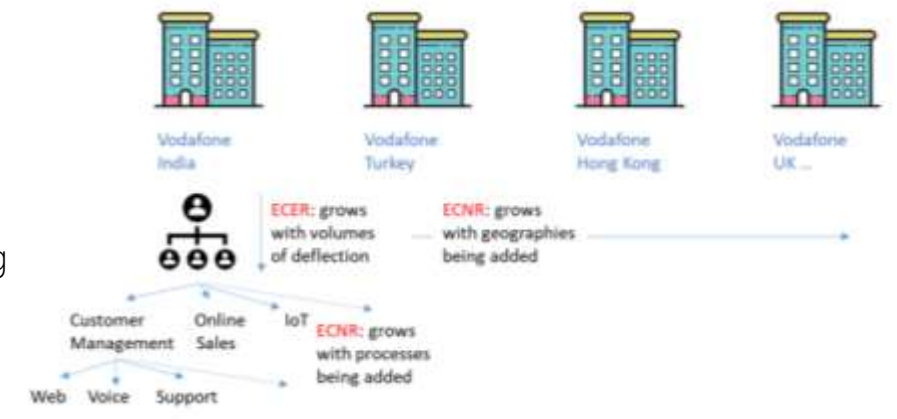 Vodafone
India
Vodafone
Turkey
Vodafone
Hong Kong
Vodafone
UK ...
ECER: grows
with volumes
of deflection
ECNR: grows
with geographies
being added
g
Customer
Management
Online
Sales
IoT
ECNR: grows
with processes
being added
Web
Voice
Support